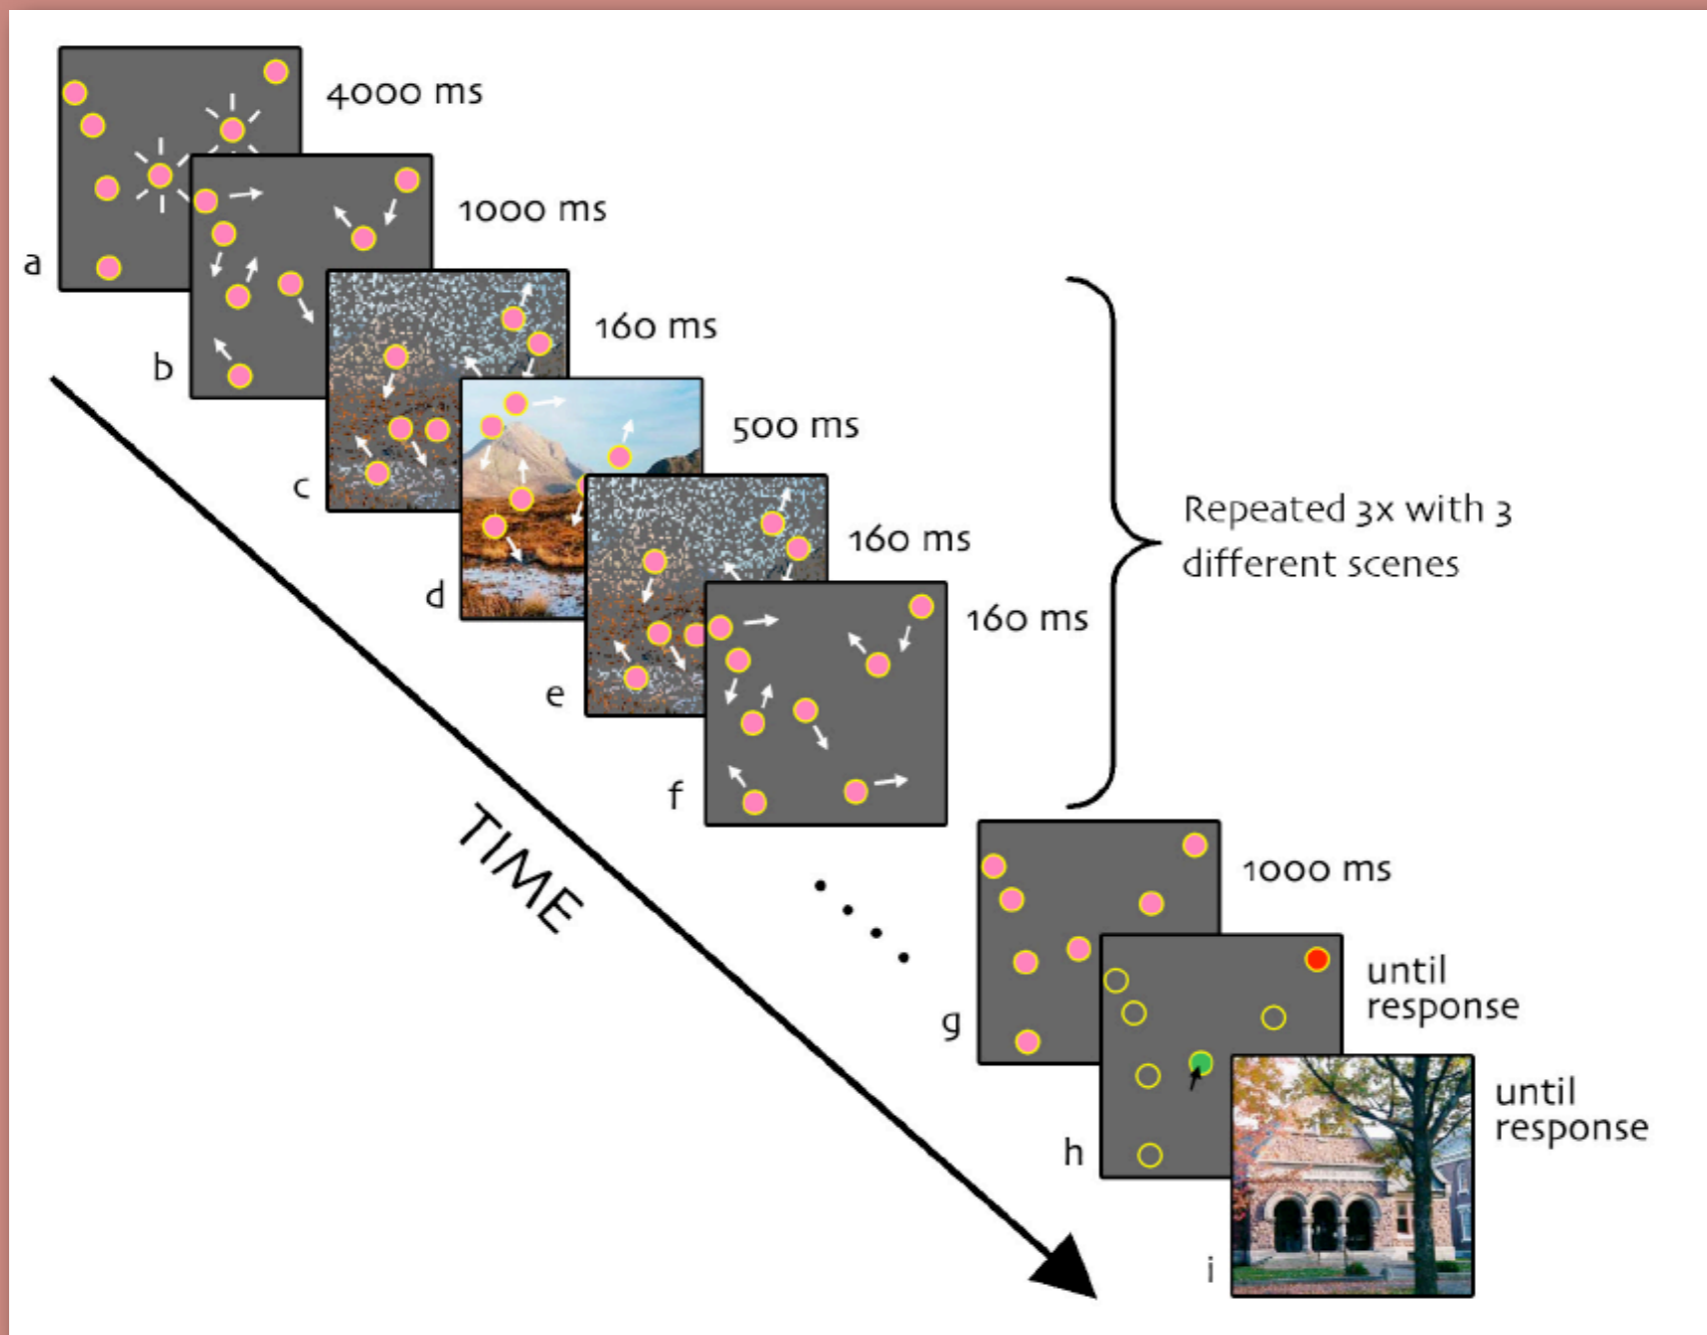 a
4000 ms
b
1000 ms
c
160 ms
d
500 ms
e
160 ms
f
160 ms
Repeated 3x with 3
different scenes
TIME
g
1000 ms
h
until
response
i
until
response